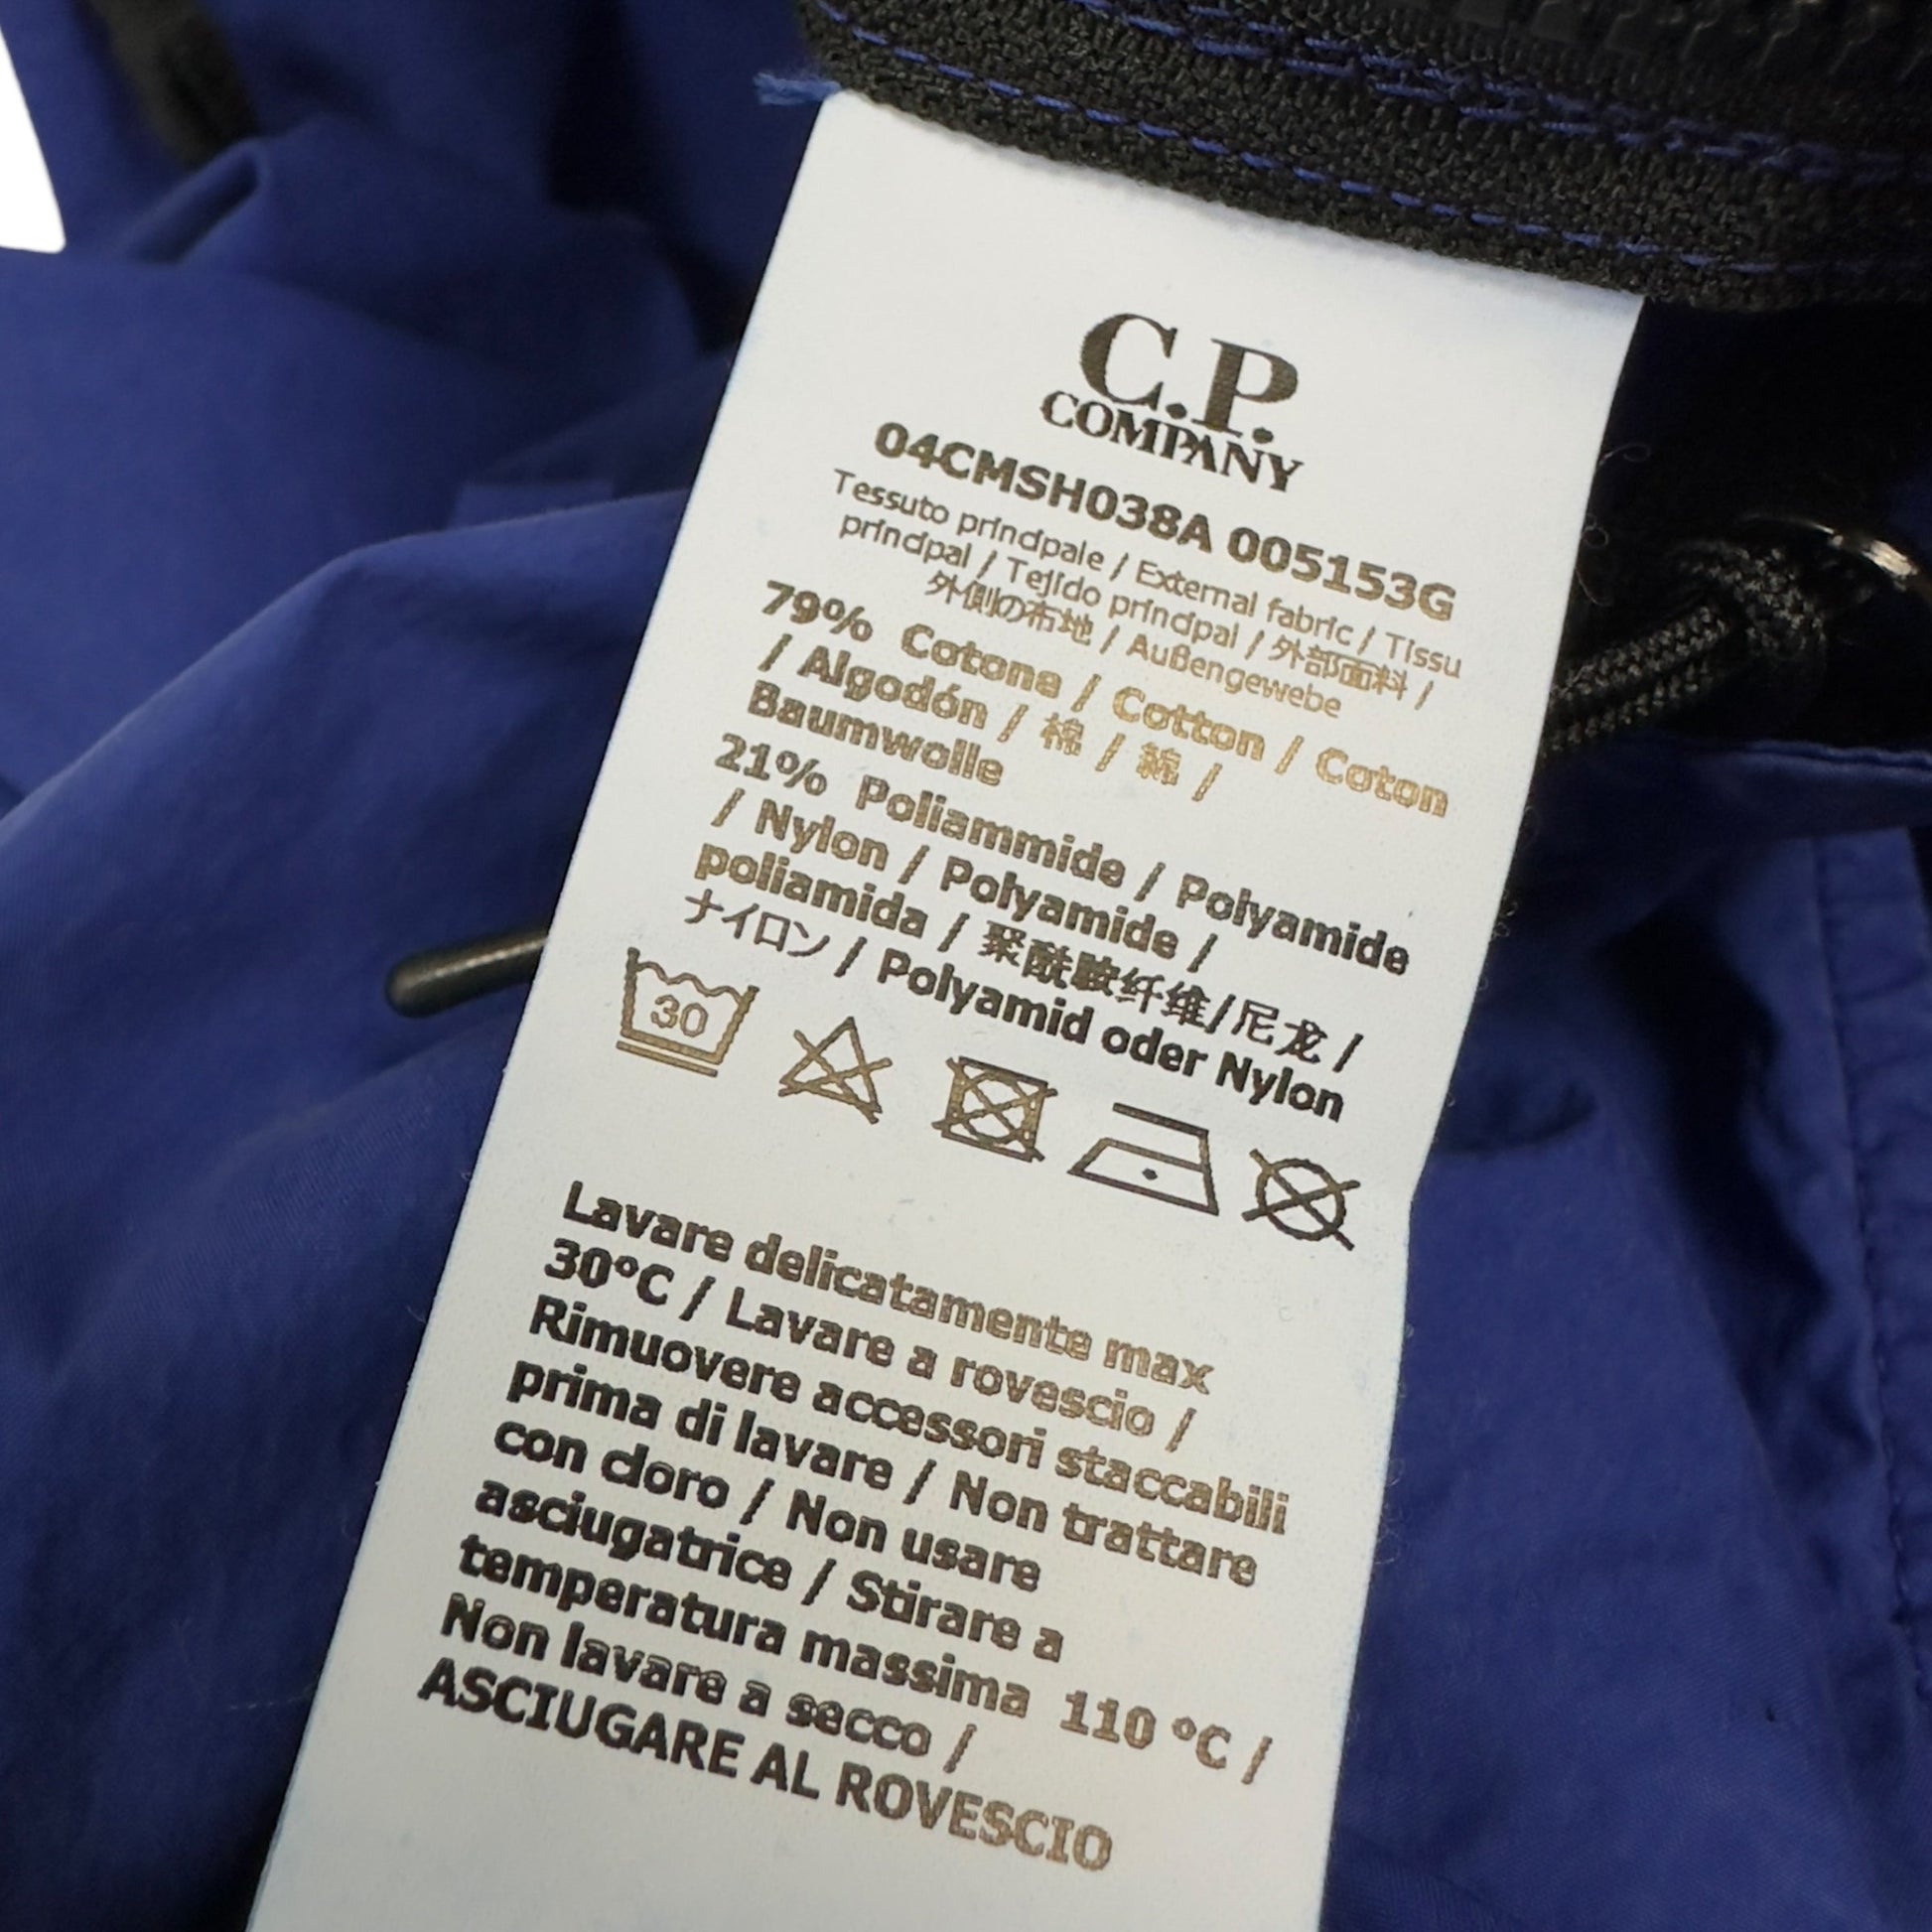 C.P.
COMPANY
04CMSH038A 005153G
Tessuto principale / External fabric / Tissu
principal / Tejido principal / 外部面料 /
外側の布地 / Außengewebe
79% Cotone / Cotton / Coton
/ Algodón / 棉 / 綿 /
Baumwolle
21% Poliammide / Polyamide
/ Nylon / Polyamide /
poliamida / 聚酰胺纤维/尼龙 /
ナイロン / Polyamid oder Nylon
30
Lavare delicatamente max
30°C / Lavare a rovescio /
Rimuovere accessori staccabili
prima di lavare / Non trattare
con cloro / Non usare
asciugatrice / Stirare a
temperatura massima 110 °C /
Non lavare a secco /
ASCIUGARE AL ROVESCIO